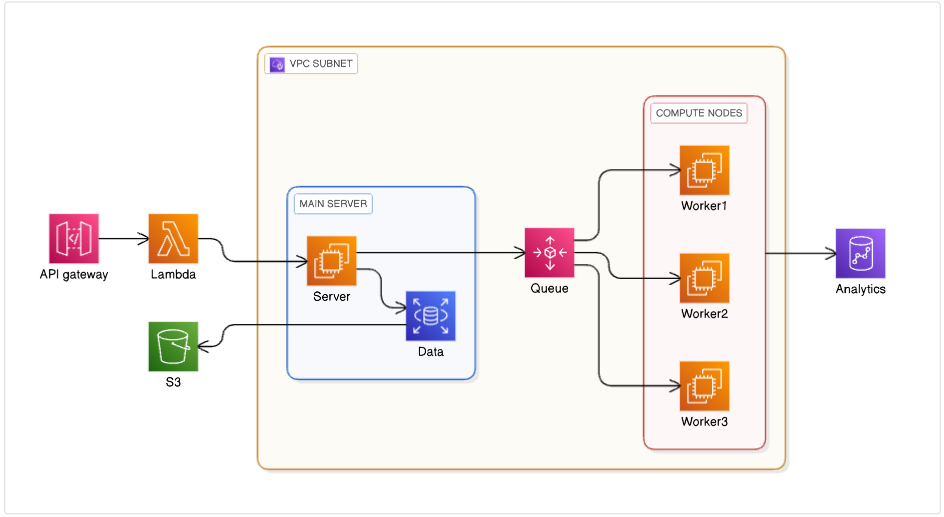 VPC SUBNET
COMPUTE NODES
MAIN SERVER
Worker1
API gateway
Lambda
Server
Queue
Analytics
Worker2
Data
S3
Worker3